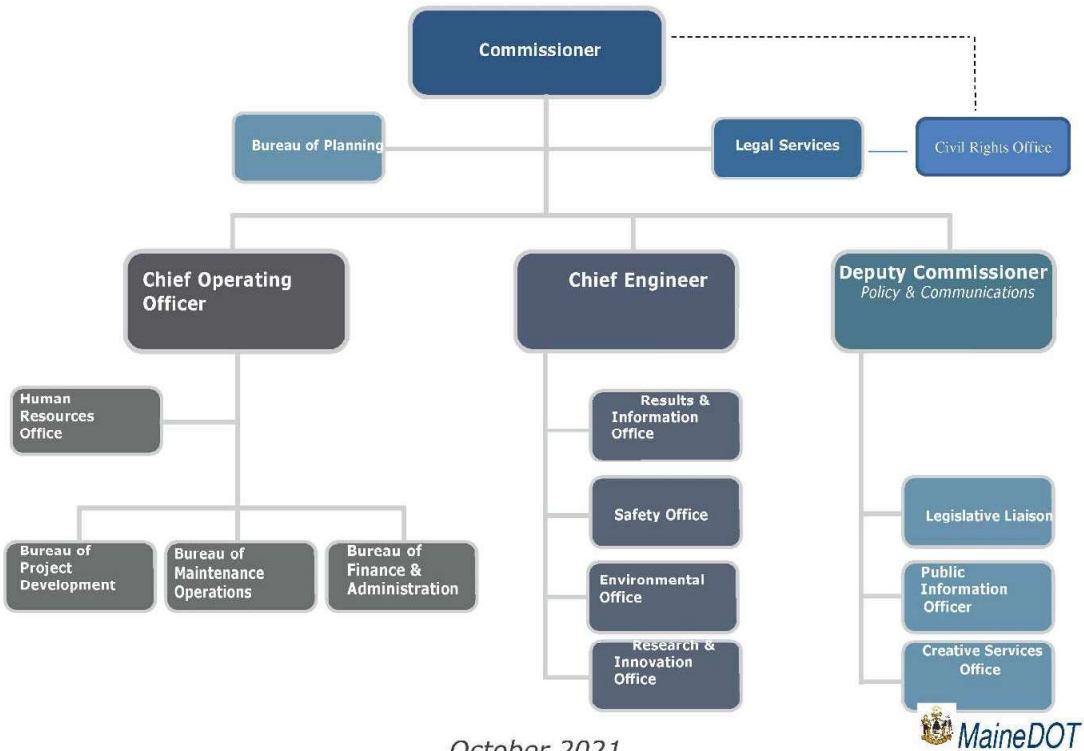 Commissioner
Bureau of Planning
Legal Services
Civil Rights Office
Chief Operating
Officer
Chief Engineer
Deputy Commissioner
Policy & Communications
Human
Resources
Office
Results &
Information
Office
Safety Office
Legislative Liaison
Bureau of
Project
Development
Bureau of
Maintenance
Operations
Bureau of
Finance &
Administration
Environmental
Office
Public
Information
Officer
Research &
Innovation
Office
Creative Services
Office
October 2021
MaineDOT